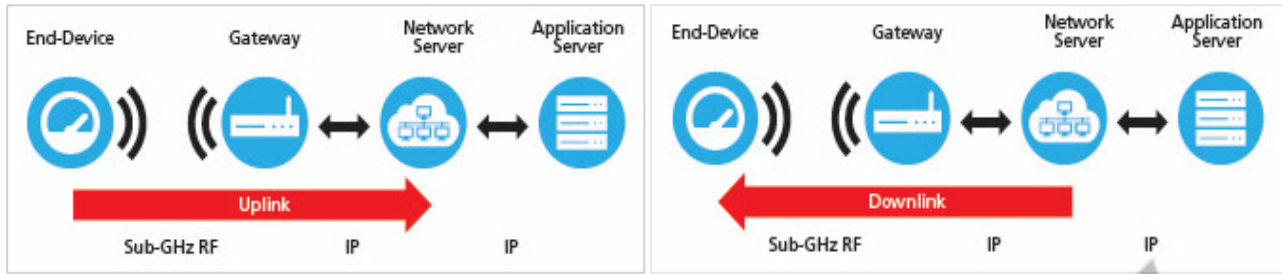 End-Device Gateway Network Server Application Server
Uplink
Sub-GHz RF IP IP
End-Device Gateway Network Server Application Server
Downlink
Sub-GHz RF IP IP